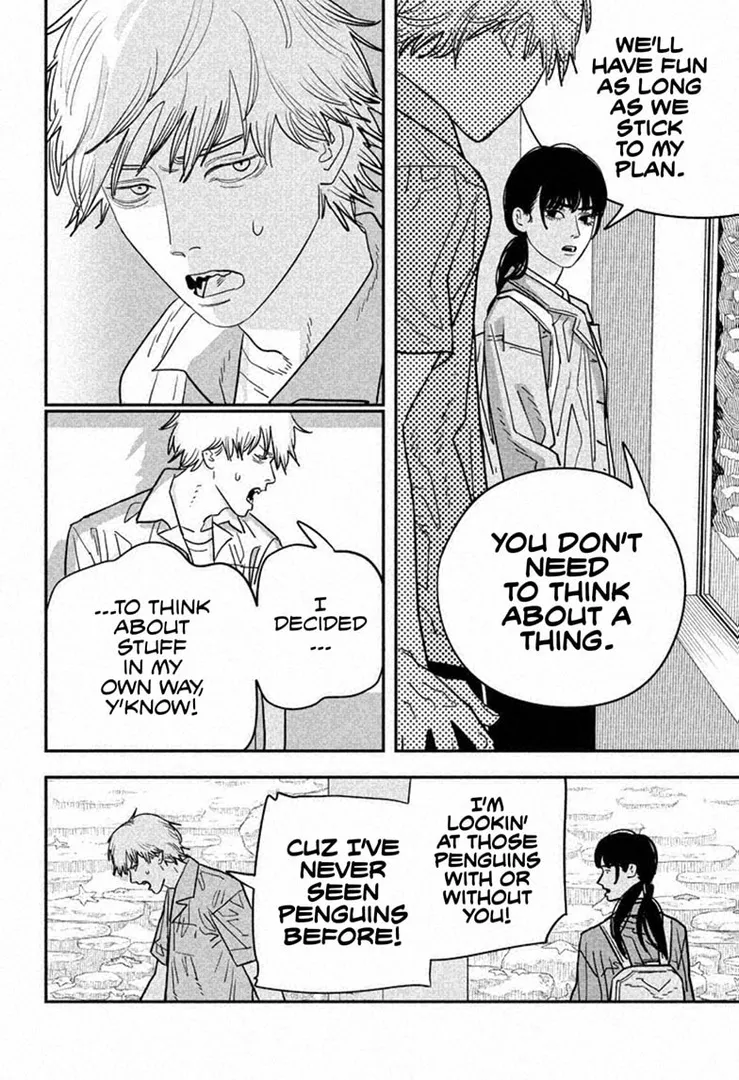 WE'LL
HAVE FUN
AS LONG
AS WE
STICK
TO MY
PLAN.
YOU DON'T
NEED
TO THINK
ABOUT A
THING.
I
DECIDED
...
...TO THINK
ABOUT
STUFF
IN MY
OWN WAY,
Y'KNOW!
I'M
LOOKIN'
AT THOSE
PENGUINS
WITH OR
WITHOUT
YOU!
CUZ I'VE
NEVER
SEEN
PENGUINS
BEFORE!